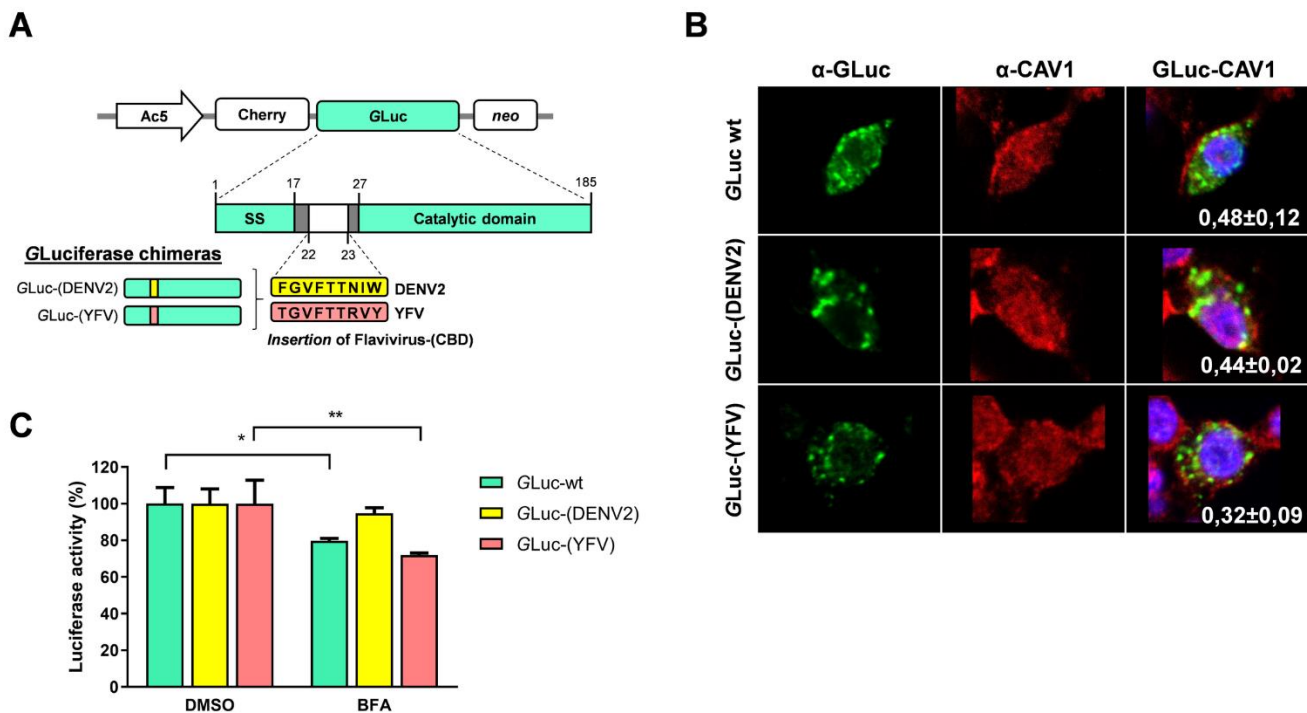 A
Ac5 Cherry GLuc neo
1 17 27 185
SS Catalytic domain
22 23
GLuciferase chimeras
GLuc-(DENV2) FGVFTTNIW DENV2
GLuc-(YFV) TGVFTTRVY YFV
Insertion of Flavivirus-(CBD)
B
α-GLuc α-CAV1 GLuc-CAV1
GLuc wt
0,48±0,12
GLuc-(DENV2)
0,44±0,02
GLuc-(YFV)
0,32±0,09
C
Luciferase activity (%)
120
100
80
60
40
20
0
* **
DMSO BFA
GLuc-wt
GLuc-(DENV2)
GLuc-(YFV)